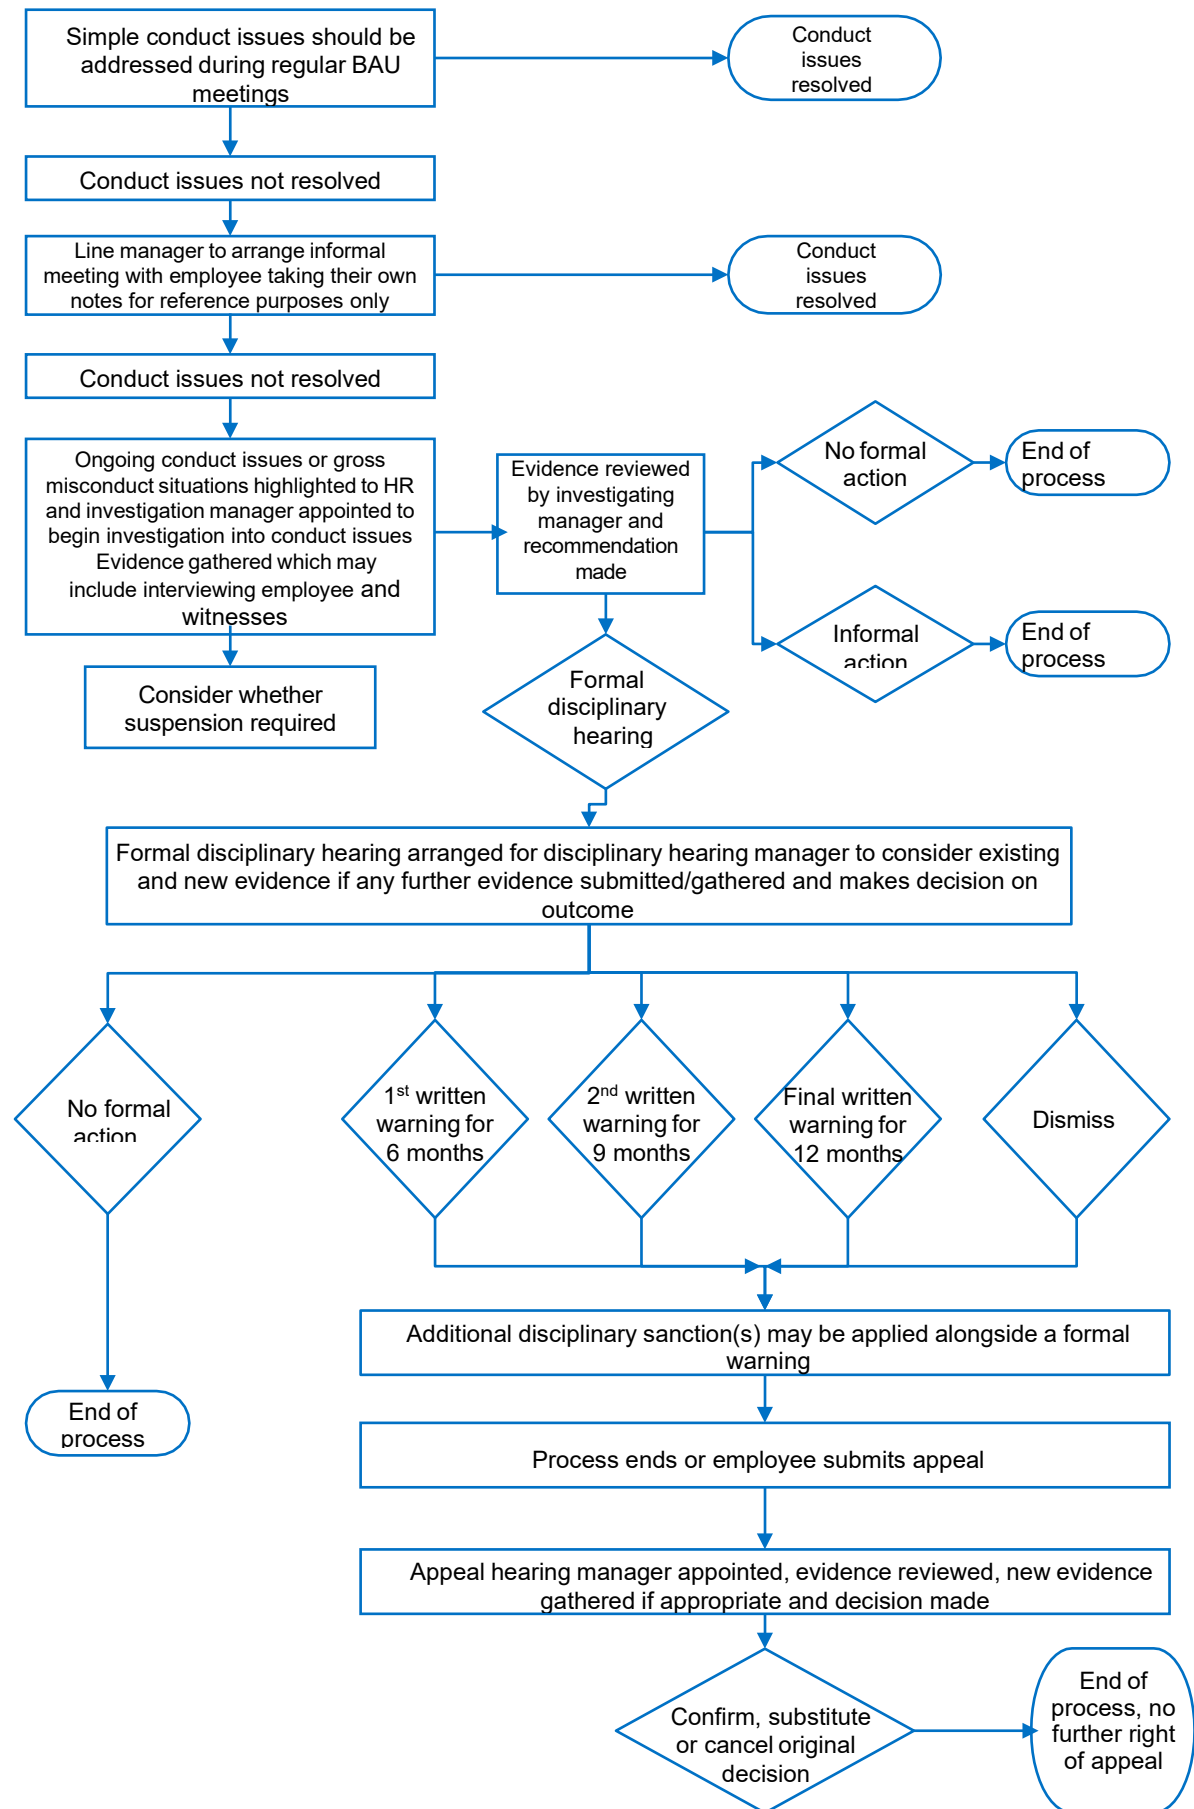 Simple conduct issues should be
addressed during regular BAU
meetings
Conduct
issues
resolved
Conduct issues not resolved
Line manager to arrange informal
meeting with employee taking their own
notes for reference purposes only
Conduct
issues
resolved
Conduct issues not resolved
Ongoing conduct issues or gross
misconduct situations highlighted to HR
and investigation manager appointed to
begin investigation into conduct issues
Evidence gathered which may
include interviewing employee and
witnesses
Evidence reviewed
by investigating
manager and
recommendation
made
No formal
action
End of
process
Informal
action
End of
process
Consider whether
suspension required
Formal
disciplinary
hearing
Formal disciplinary hearing arranged for disciplinary hearing manager to consider existing
and new evidence if any further evidence submitted/gathered and makes decision on
outcome
No formal
action
1st written
warning for
6 months
2nd written
warning for
9 months
Final written
warning for
12 months
Dismiss
Additional disciplinary sanction(s) may be applied alongside a formal
warning
End of
process
Process ends or employee submits appeal
Appeal hearing manager appointed, evidence reviewed, new evidence
gathered if appropriate and decision made
Confirm, substitute
or cancel original
decision
End of
process, no
further right
of appeal